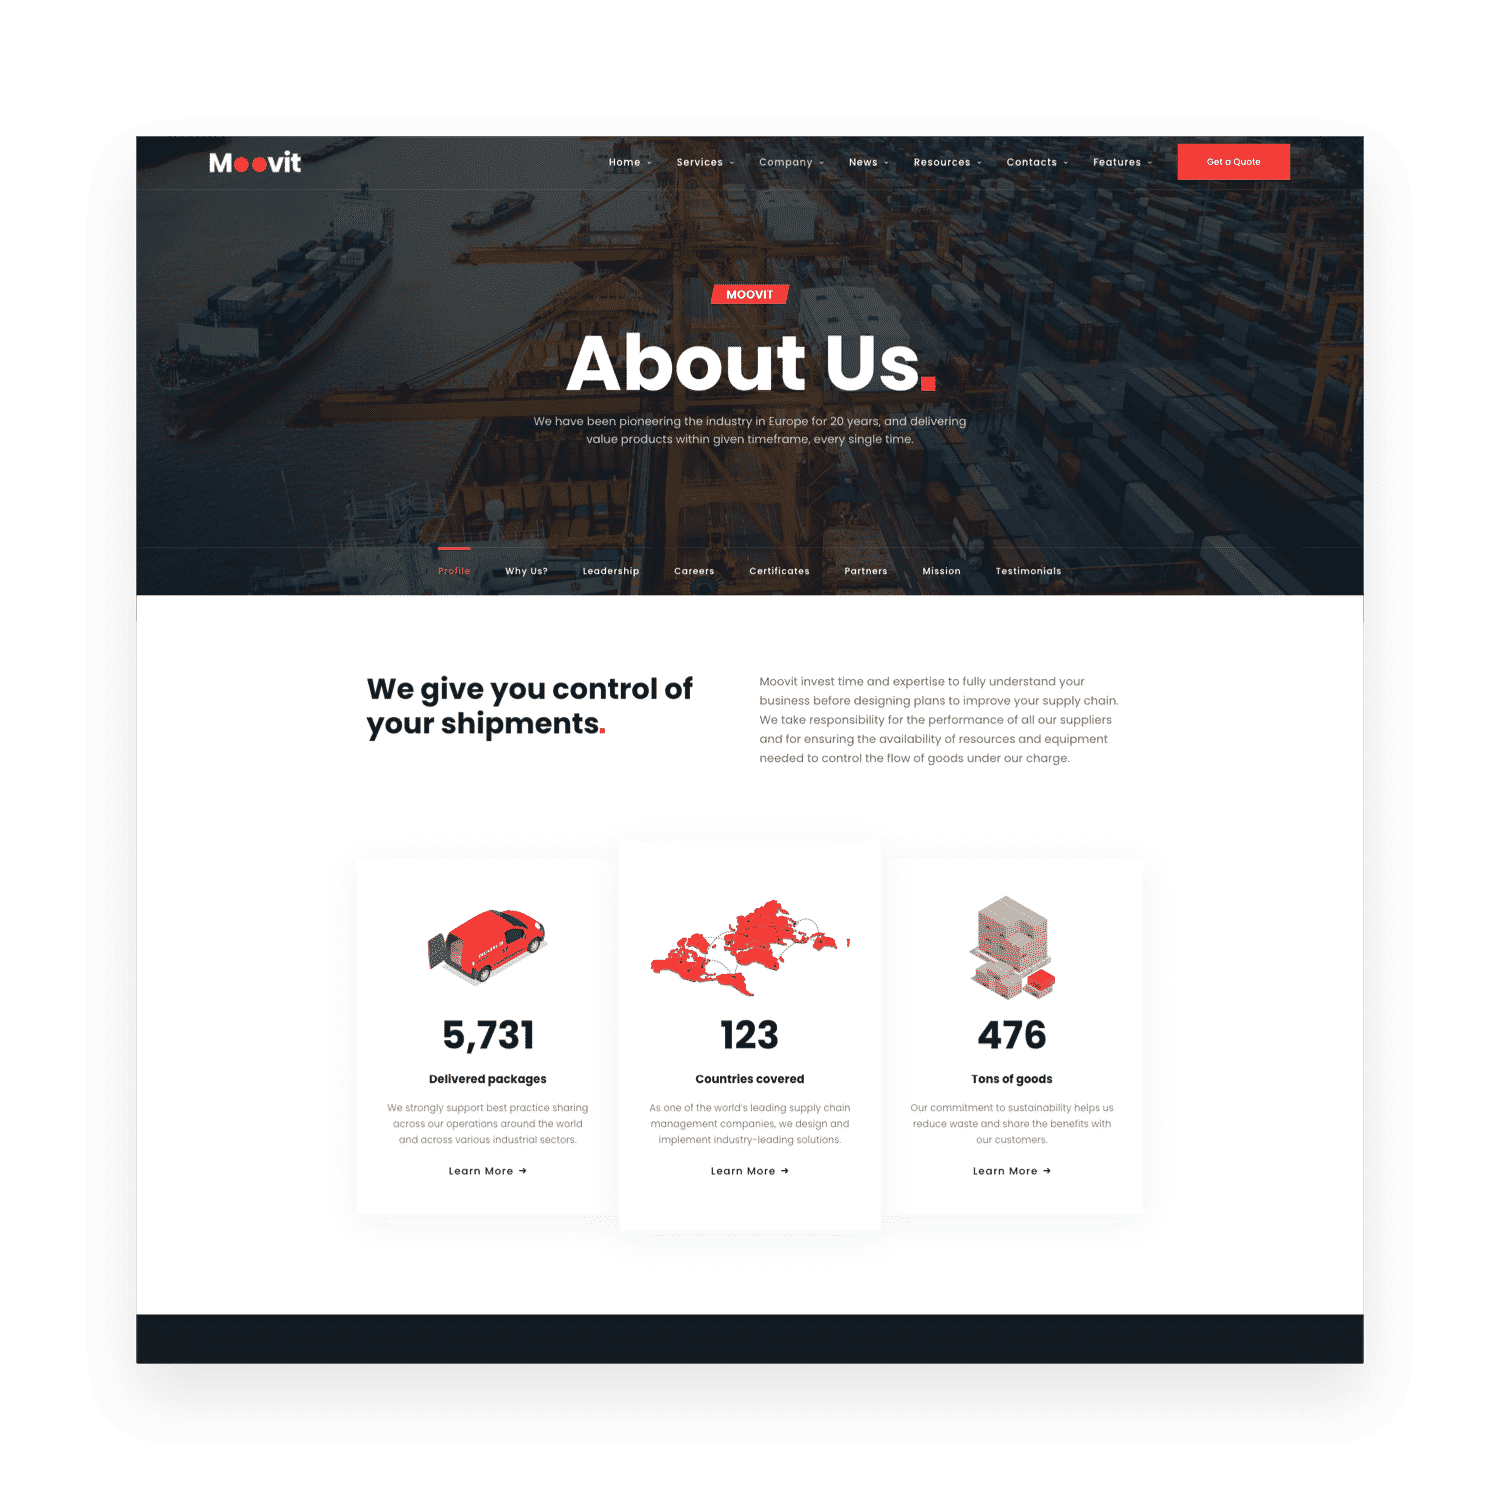 Moovit
Home Services Company News Resources Contacts Features Get a Quote
MOOVIT
About Us.
We have been pioneering the industry in Europe for 20 years, and delivering
value products within given timeframe, every single time.
Profile Why Us? Leadership Careers Certificates Partners Mission Testimonials
We give you control of
your shipments.
Moovit invest time and expertise to fully understand your
business before designing plans to improve your supply chain.
We take responsibility for the performance of all our suppliers
and for ensuring the availability of resources and equipment
needed to control the flow of goods under our charge.
5,731
Delivered packages
We strongly support best practice sharing
across our operations around the world
and across various industrial sectors.
Learn More →
123
Countries covered
As one of the world's leading supply chain
management companies, we design and
implement industry-leading solutions.
Learn More →
476
Tons of goods
Our commitment to sustainability helps us
reduce waste and share the benefits with
our customers.
Learn More →